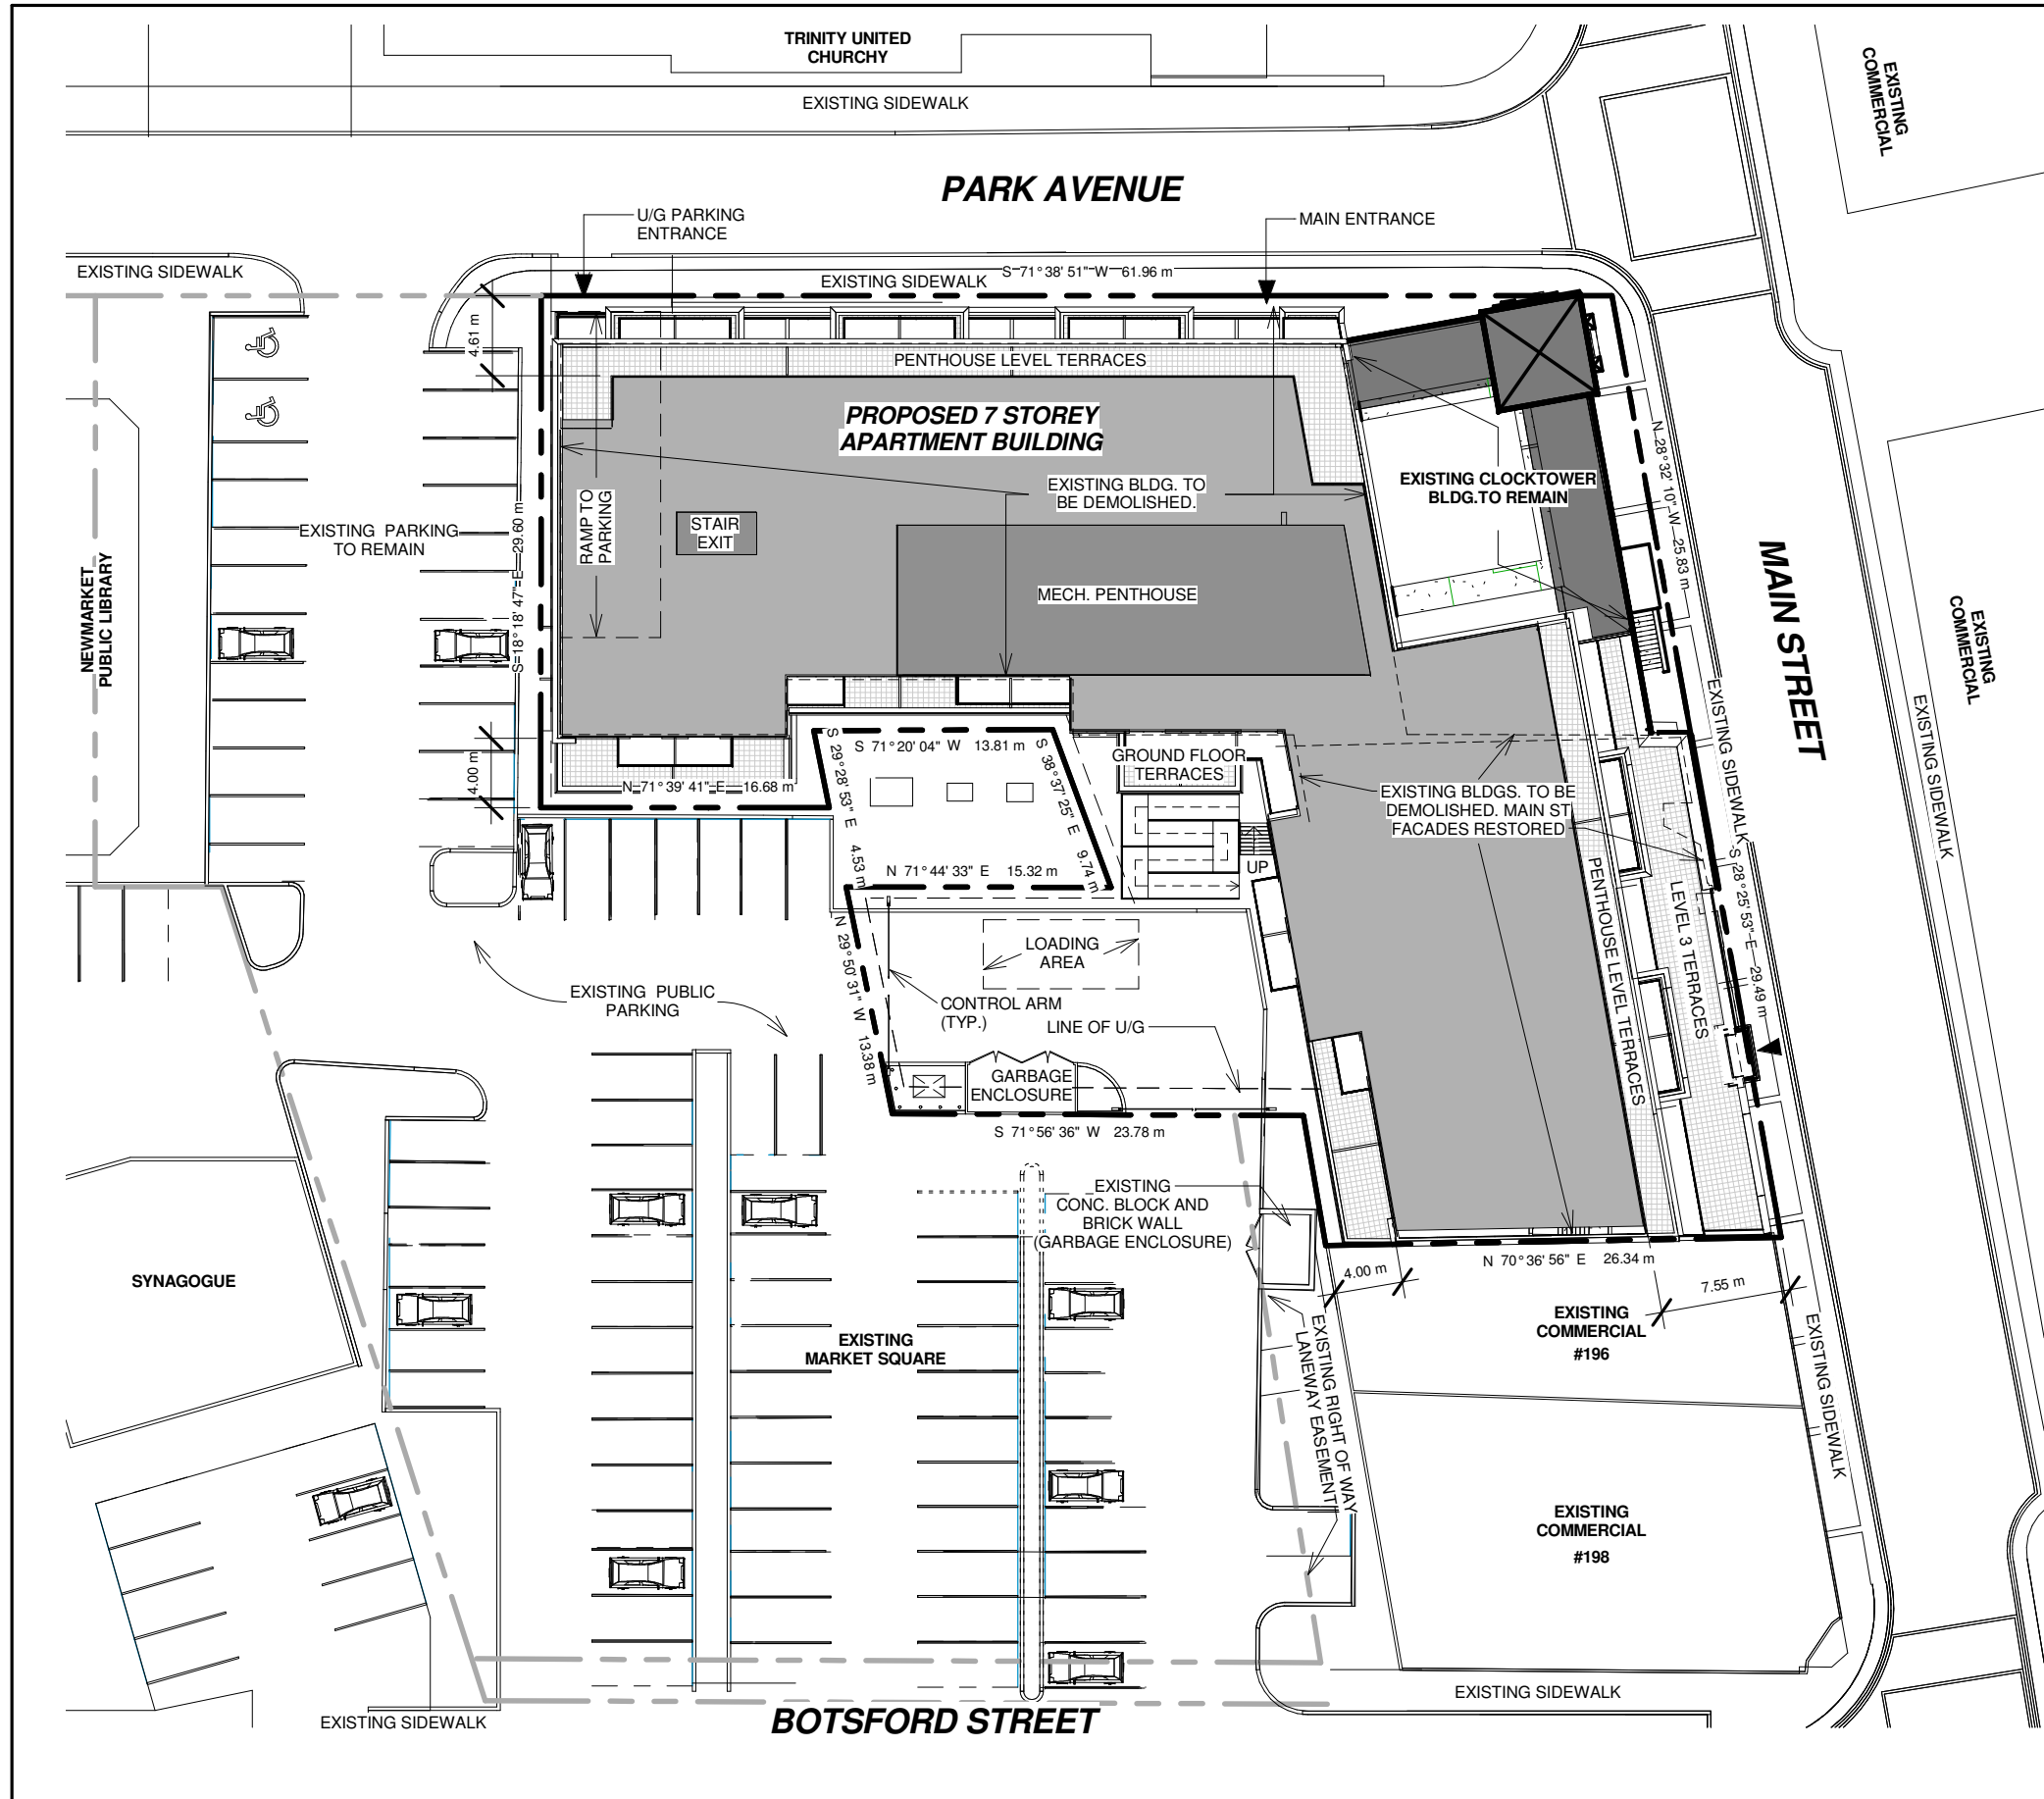 TRINITY UNITED
CHURCHY
EXISTING SIDEWALK
EXISTING
COMMERCIAL
PARK AVENUE
U/G PARKING
ENTRANCE
MAIN ENTRANCE
EXISTING SIDEWALK
EXISTING SIDEWALK
S 71° 38' 51" W 61.96 m
4.61 m
PENTHOUSE LEVEL TERRACES
PROPOSED 7 STOREY
APARTMENT BUILDING
EXISTING CLOCKTOWER
BLDG.TO REMAIN
N 28° 32' 10" W 25.83 m
EXISTING BLDG. TO
BE DEMOLISHED.
RAMP TO
PARKING
STAIR
EXIT
EXISTING PARKING
TO REMAIN
S 18° 18' 47" E 29.60 m
MECH. PENTHOUSE
NEWMARKET
PUBLIC LIBRARY
MAIN STREET
EXISTING
COMMERCIAL
EXISTING SIDEWALK
EXISTING SIDEWALK
S 71° 20' 04" W 13.81 m
S 29° 28' 53" E 4.53 m
S 38° 37' 25" E 9.74 m
GROUND FLOOR
TERRACES
4.00 m
N 71° 39' 41" E 16.68 m
EXISTING BLDGS. TO BE
DEMOLISHED. MAIN ST
FACADES RESTORED
N 71° 44' 33" E 15.32 m
UP
S 28° 25' 53" E 29.49 m
PENTHOUSE LEVEL TERRACES
LEVEL 3 TERRACES
LOADING
AREA
N 29° 50' 31" W 13.38 m
EXISTING PUBLIC
PARKING
CONTROL ARM
(TYP.)
LINE OF U/G
GARBAGE
ENCLOSURE
S 71° 56' 36" W 23.78 m
EXISTING
CONC. BLOCK AND
BRICK WALL
(GARBAGE ENCLOSURE)
N 70° 36' 56" E 26.34 m
4.00 m
7.55 m
SYNAGOGUE
EXISTING
MARKET SQUARE
EXISTING
COMMERCIAL
#196
EXISTING SIDEWALK
EXISTING RIGHT OF WAY
LANEWAY EASEMENT
EXISTING
COMMERCIAL
#198
EXISTING SIDEWALK
EXISTING SIDEWALK
BOTSFORD STREET